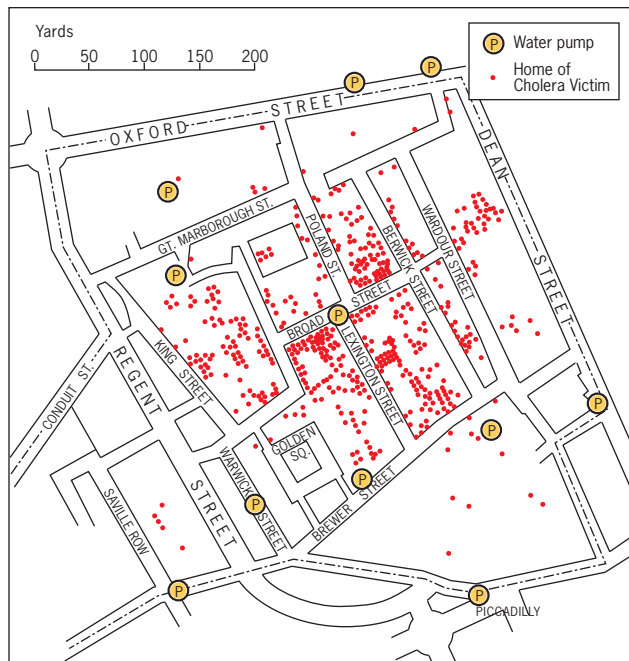 Yards
0 50 100 150 200
P Water pump
Home of
Cholera Victim
OXFORD STREET
DEAN STREET
GT. MARBOROUGH ST.
POLAND ST.
BERWICK STREET
WARDOUR STREET
BROAD STREET
LEXINGTON STREET
KING STREET
REGENT STREET
CONDUIT ST.
GOLDEN
SQ.
WARWICK STREET
BREWER STREET
SAVILLE ROW
PICCADILLY
P
P
P
P
P
P
P
P
P
P
P